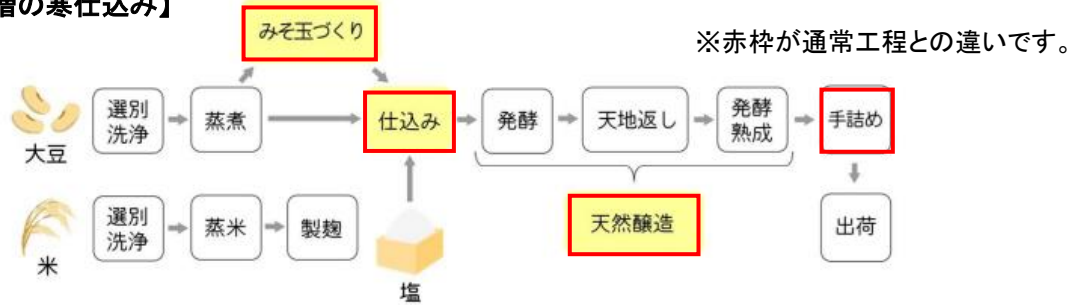 の寒仕込み】
※赤枠が通常工程との違いです。
みそ玉づくり
大豆
選別
洗浄
蒸煮
仕込み
発酵
天地返し
発酵
熟成
手詰め
米
選別
洗浄
蒸米
製麹
塩
天然醸造
出荷